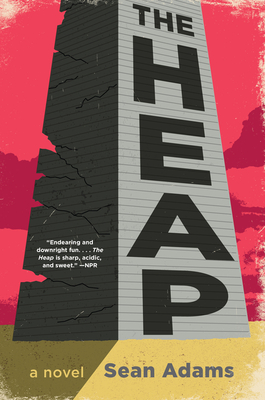 THE
HEAP
“Endearing and
downright fun. . . . The
Heap is sharp, acidic,
and sweet.” —NPR
a novel
Sean Adams